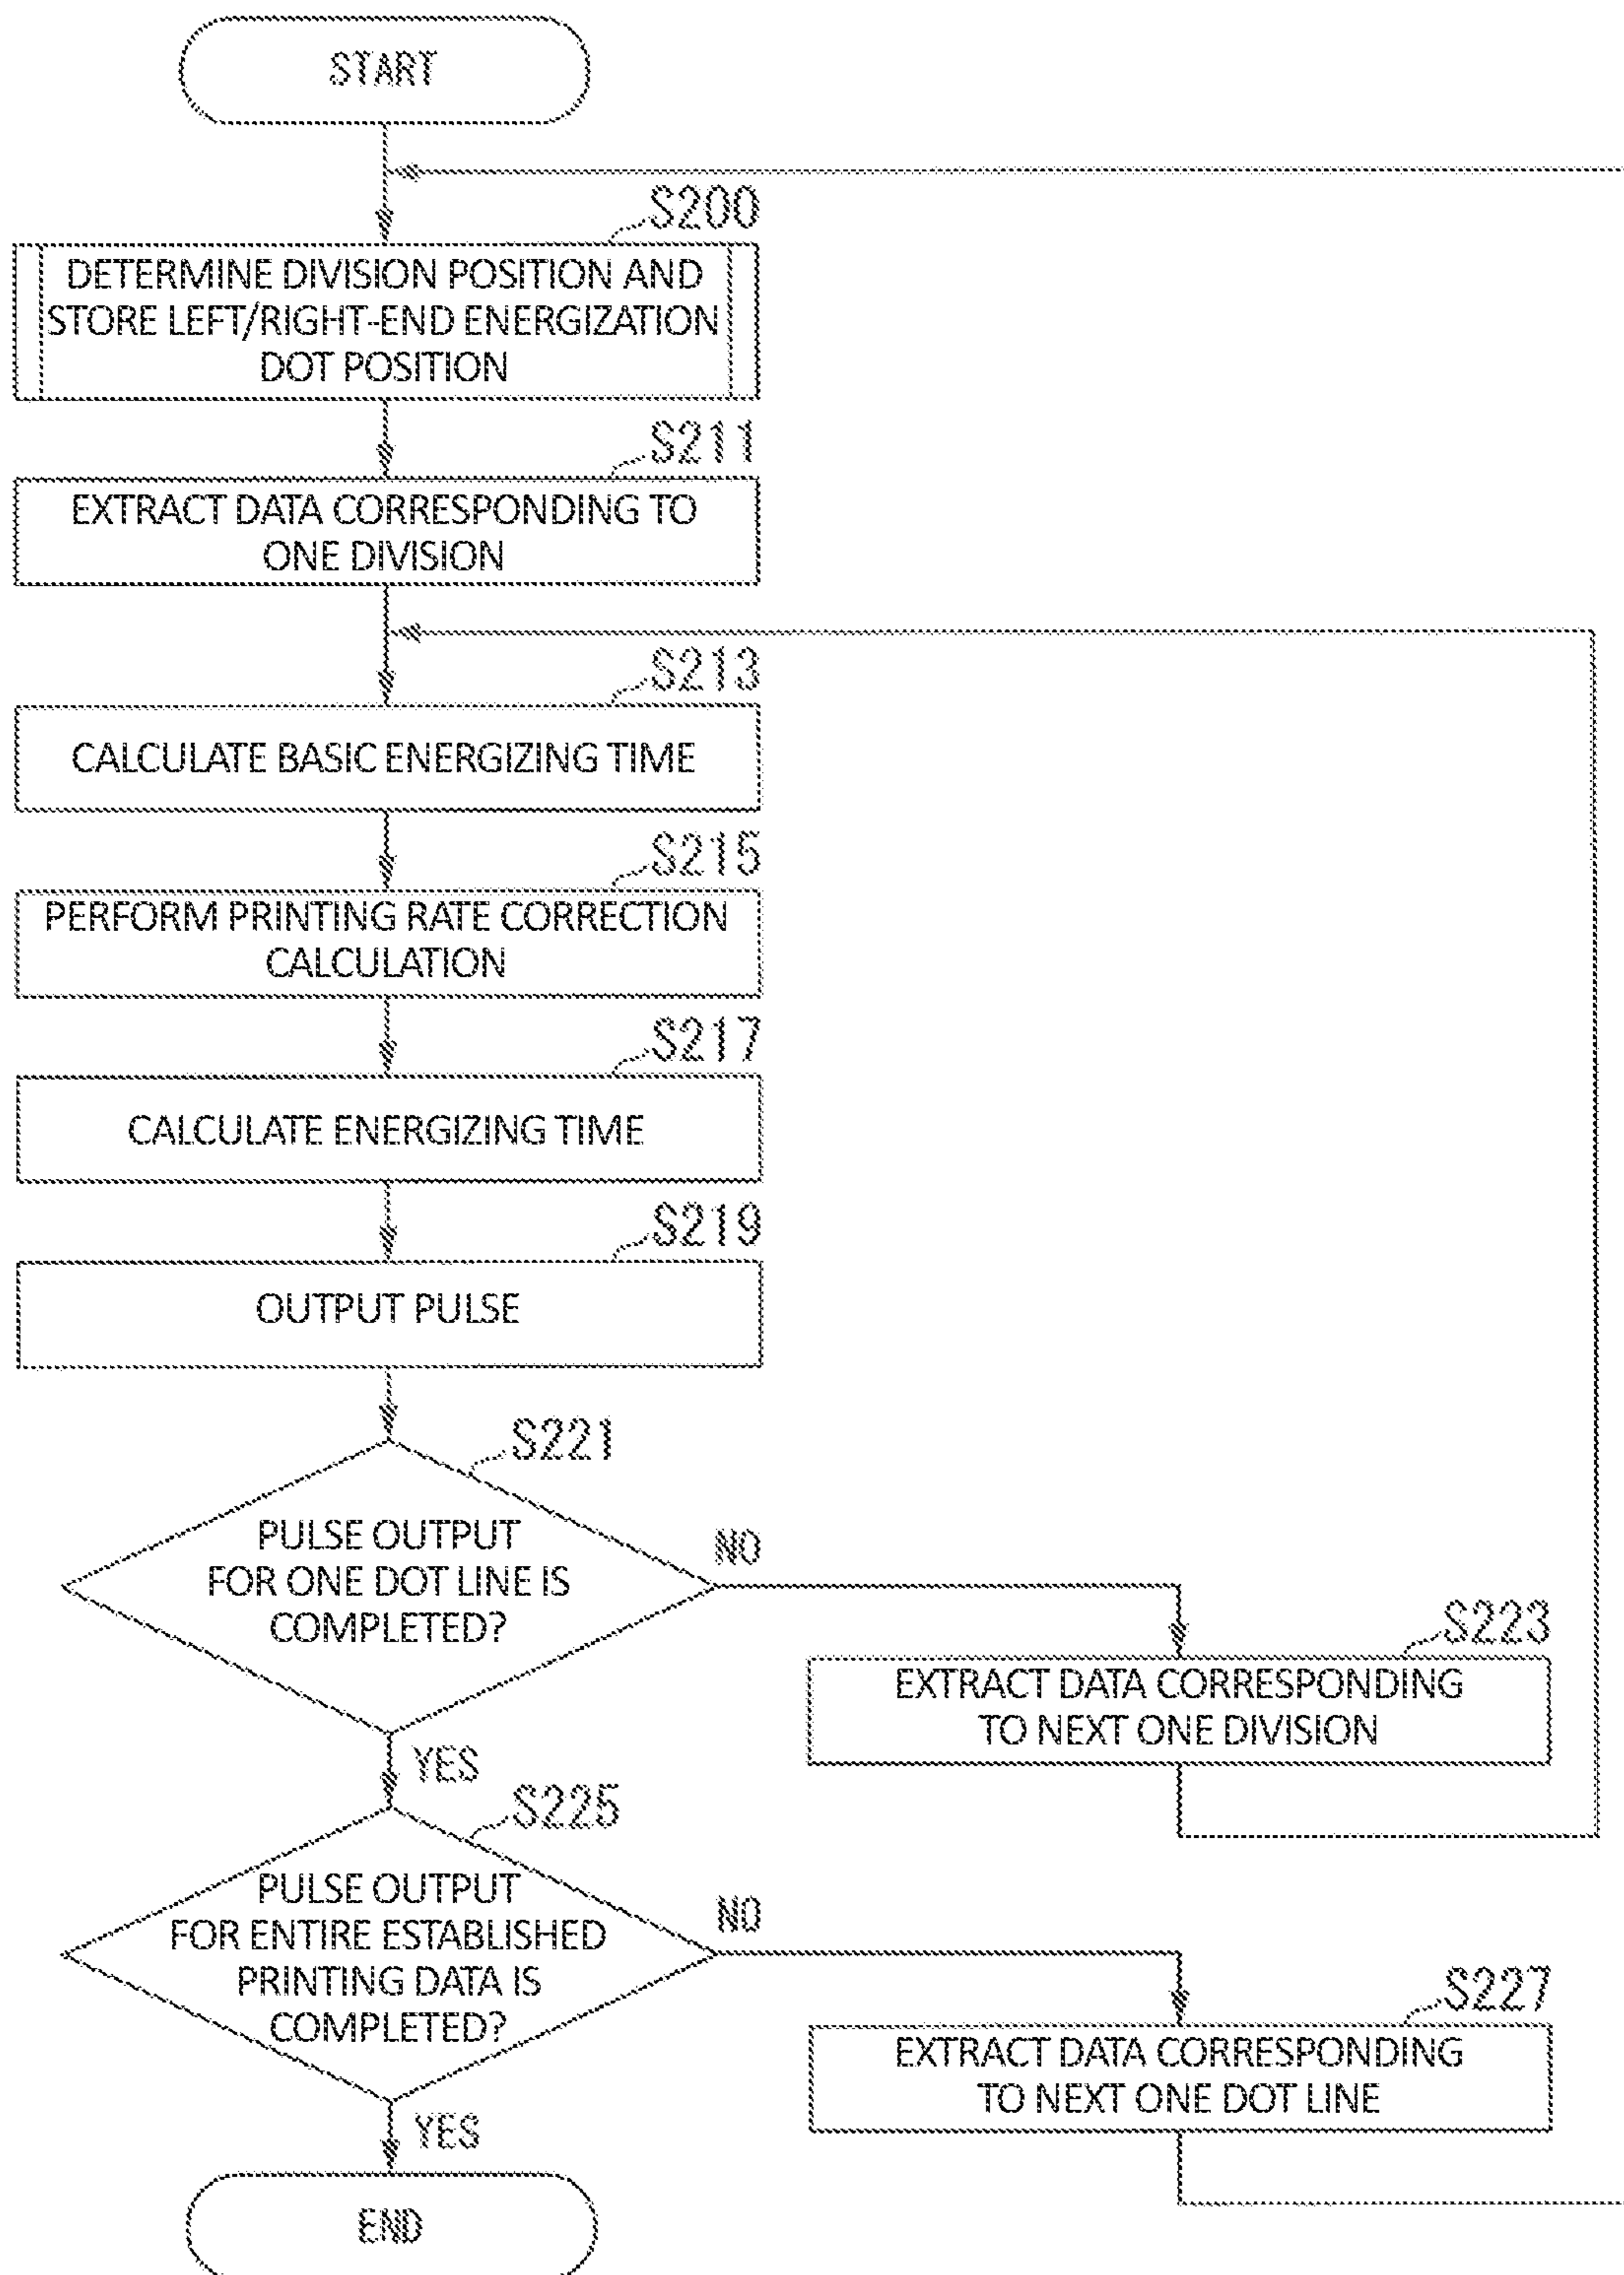 START
S200
DETERMINE DIVISION POSITION AND
STORE LEFT/RIGHT-END ENERGIZATION
DOT POSITION
S211
EXTRACT DATA CORRESPONDING TO
ONE DIVISION
S213
CALCULATE BASIC ENERGIZING TIME
S215
PERFORM PRINTING RATE CORRECTION
CALCULATION
S217
CALCULATE ENERGIZING TIME
S219
OUTPUT PULSE
S221
PULSE OUTPUT
FOR ONE DOT LINE IS
COMPLETED?
NO
S223
EXTRACT DATA CORRESPONDING
TO NEXT ONE DIVISION
YES
S225
PULSE OUTPUT
FOR ENTIRE ESTABLISHED
PRINTING DATA IS
COMPLETED?
NO
S227
EXTRACT DATA CORRESPONDING
TO NEXT ONE DOT LINE
YES
END